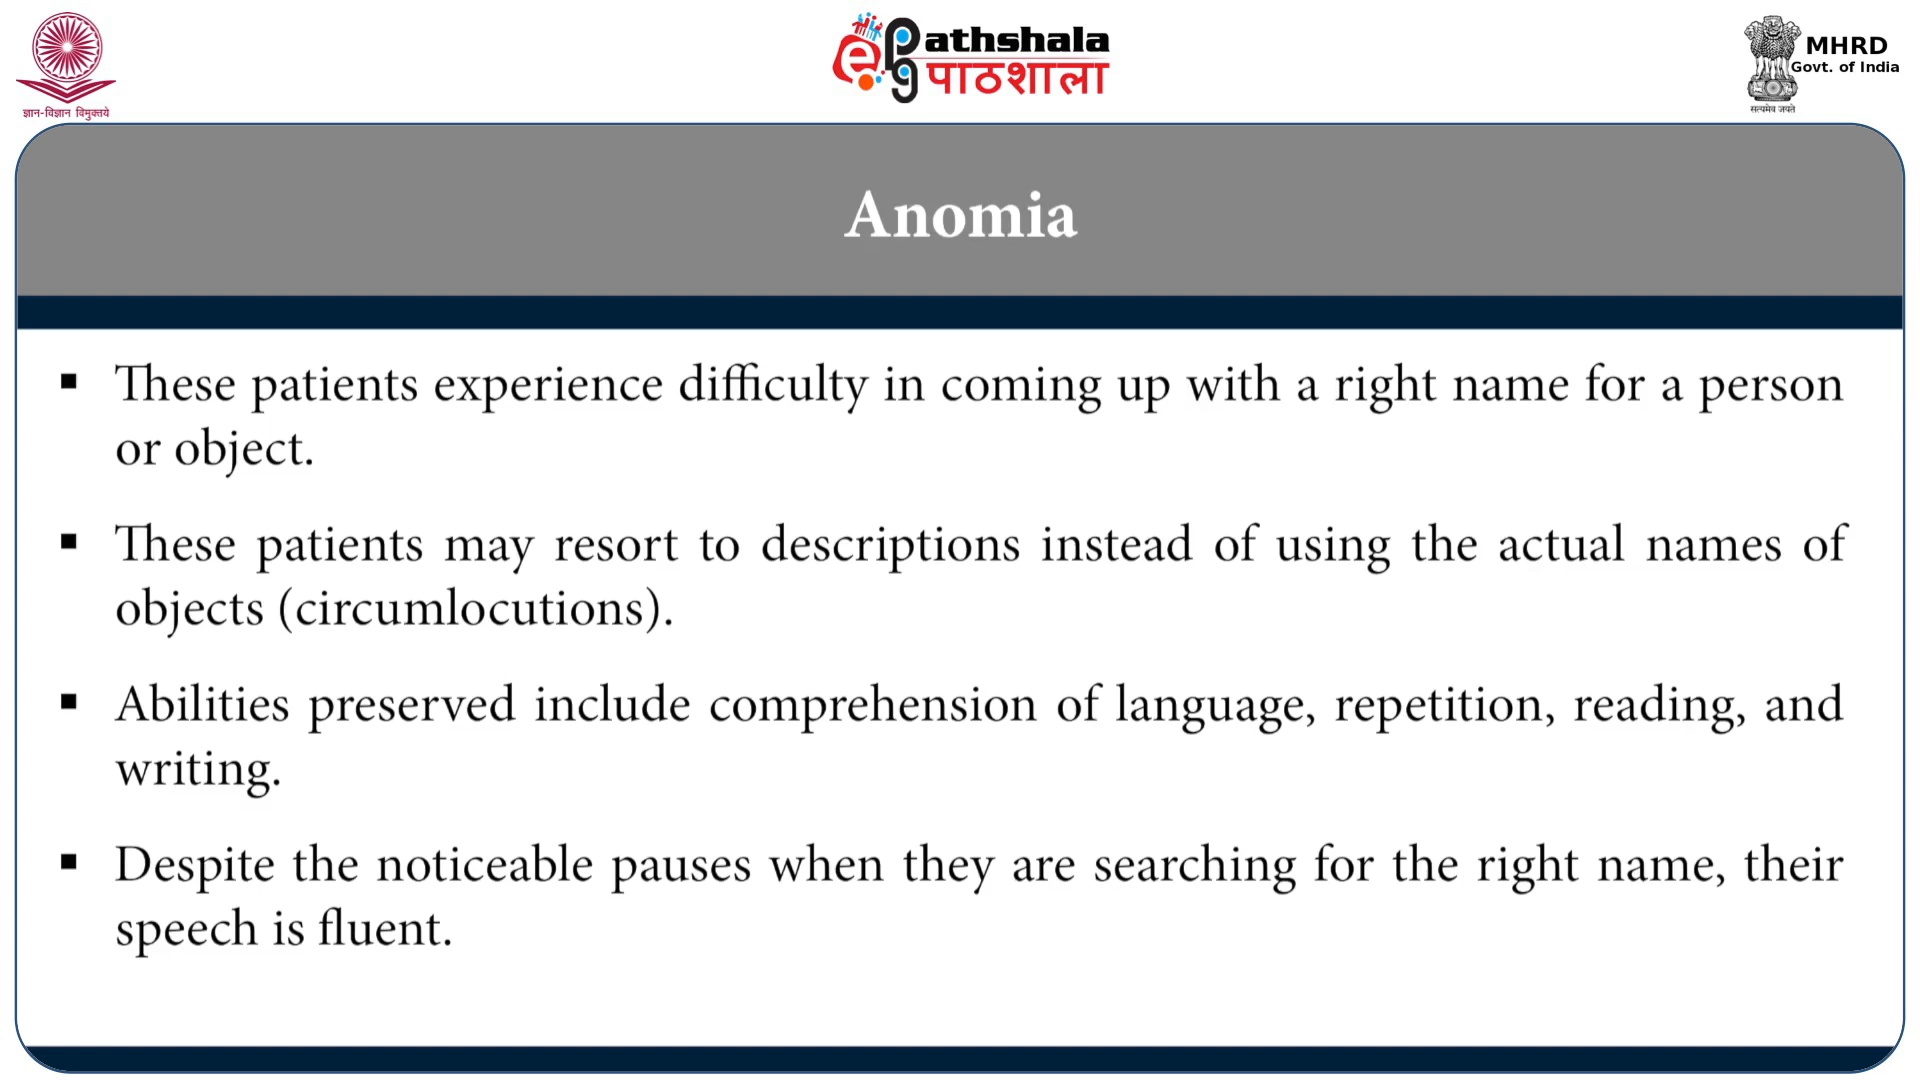 ज्ञान-विज्ञान विमुक्तये
e pg Pathshala
पाठशाला
MHRD
Govt. of India
सत्यमेव जयते
Anomia
▪ These patients experience difficulty in coming up with a right name for a person
or object.
▪ These patients may resort to descriptions instead of using the actual names of
objects (circumlocutions).
▪ Abilities preserved include comprehension of language, repetition, reading, and
writing.
▪ Despite the noticeable pauses when they are searching for the right name, their
speech is fluent.